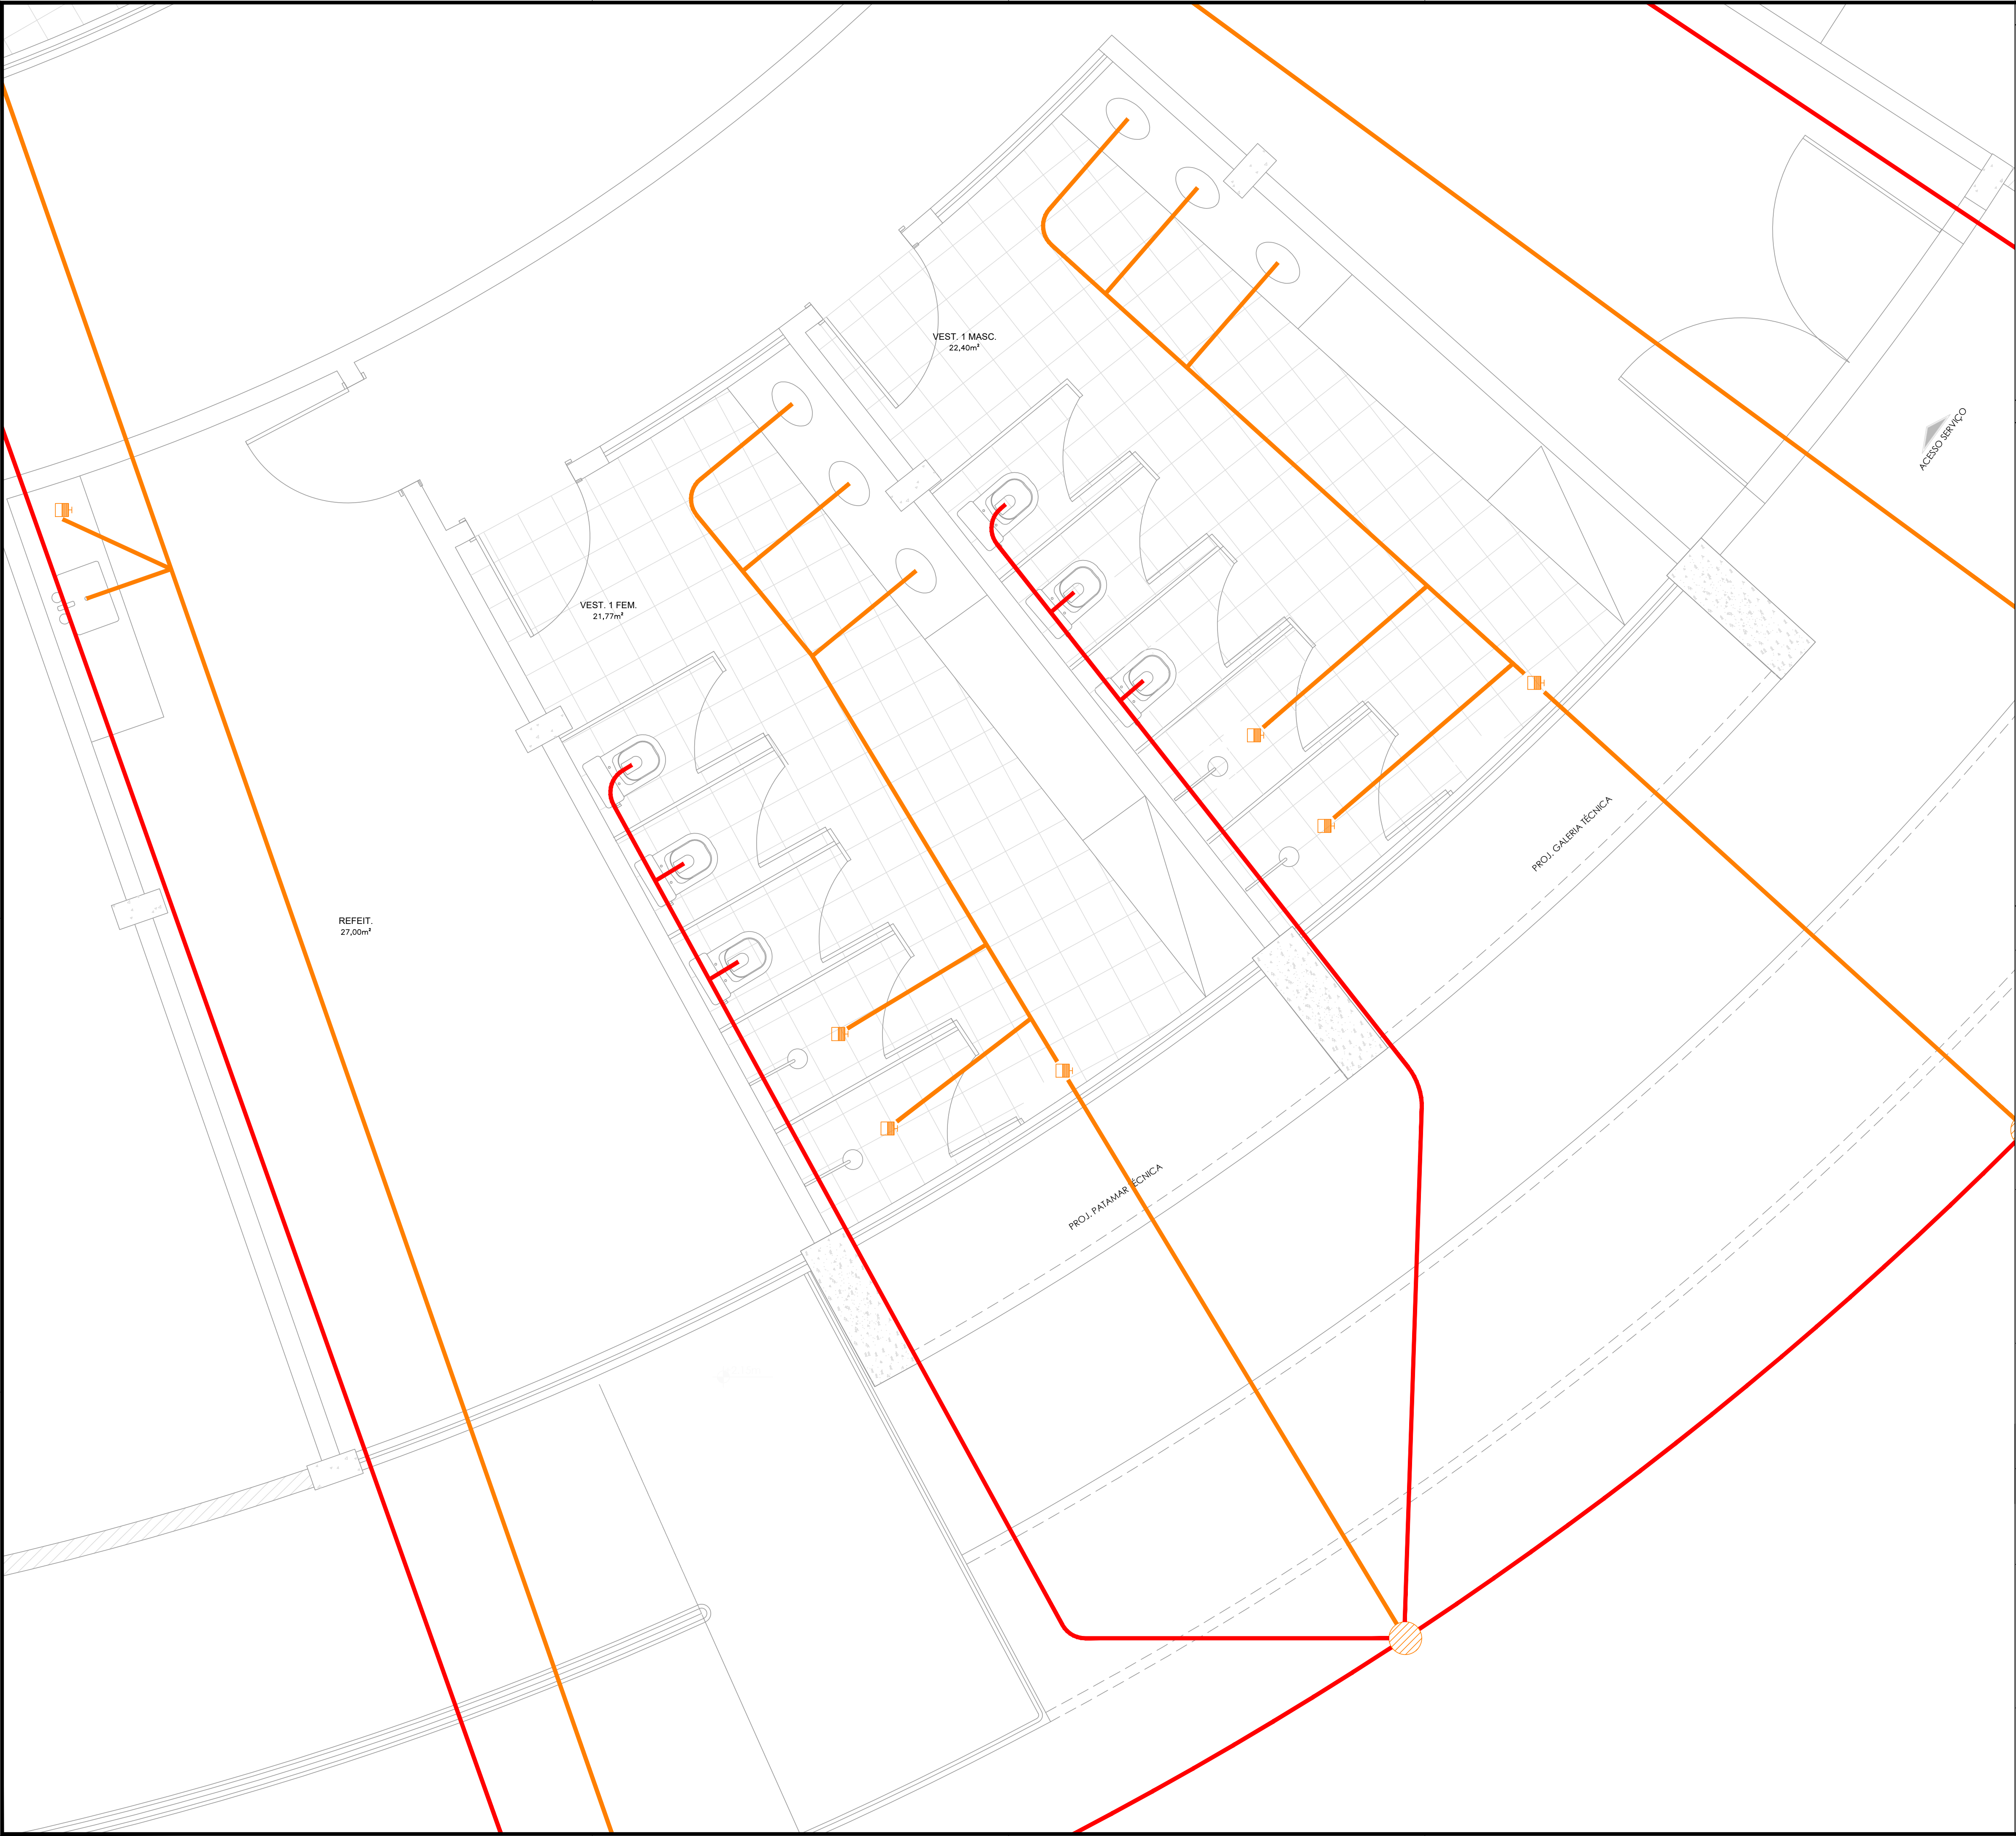 VEST. 1 MASC.
22,40m²
ACESSO SERVIÇO
VEST. 1 FEM.
21,77m²
PROJ. GALERIA TÉCNICA
REFEIT.
27,00m²
PROJ. PATAMAR TÉCNICA